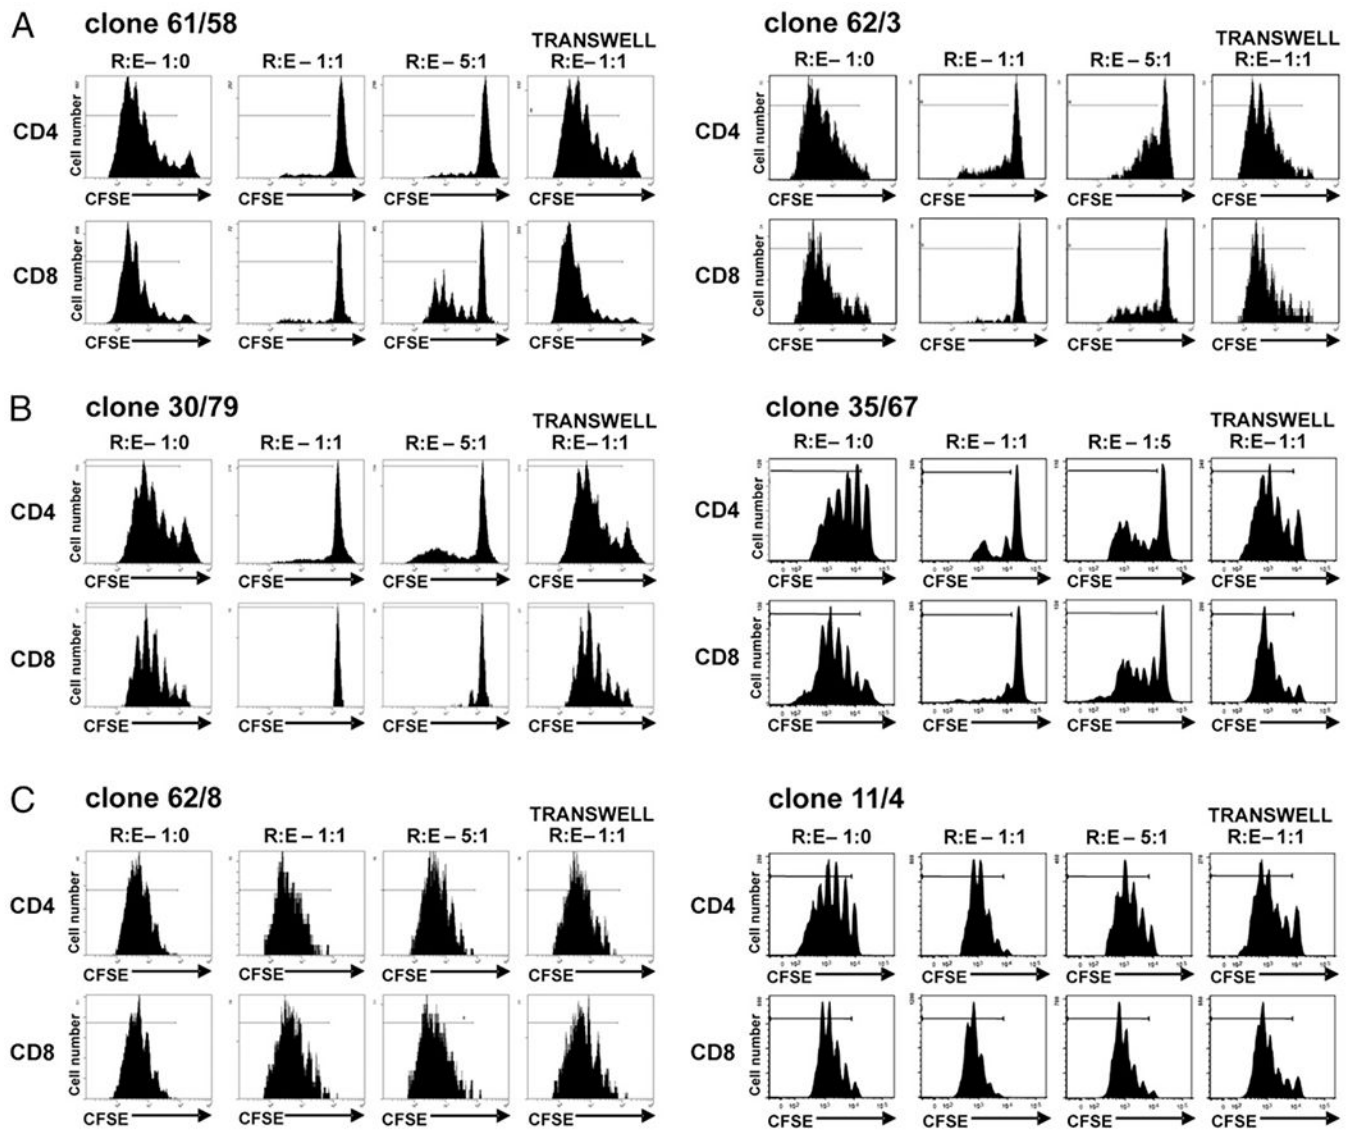 A clone 61/58 clone 62/3
TRANSWELL TRANSWELL
R:E– 1:0 R:E– 1:1 R:E– 5:1 R:E– 1:1 R:E– 1:0 R:E– 1:1 R:E– 5:1 R:E– 1:1
CD4 Cell number CD4 Cell number
CFSE CFSE CFSE CFSE CFSE CFSE CFSE CFSE
CD8 Cell number CD8 Cell number
CFSE CFSE CFSE CFSE CFSE CFSE CFSE CFSE
B clone 30/79 clone 35/67
TRANSWELL TRANSWELL
R:E– 1:0 R:E– 1:1 R:E– 5:1 R:E– 1:1 R:E– 1:0 R:E– 1:1 R:E– 1:5 R:E– 1:1
CD4 Cell number CD4 Cell number
CFSE CFSE CFSE CFSE CFSE CFSE CFSE CFSE
CD8 Cell number CD8 Cell number
CFSE CFSE CFSE CFSE CFSE CFSE CFSE CFSE
C clone 62/8 clone 11/4
TRANSWELL TRANSWELL
R:E– 1:0 R:E– 1:1 R:E– 5:1 R:E– 1:1 R:E– 1:0 R:E– 1:1 R:E– 5:1 R:E– 1:1
CD4 Cell number CD4 Cell number
CFSE CFSE CFSE CFSE CFSE CFSE CFSE CFSE
CD8 Cell number CD8 Cell number
CFSE CFSE CFSE CFSE CFSE CFSE CFSE CFSE